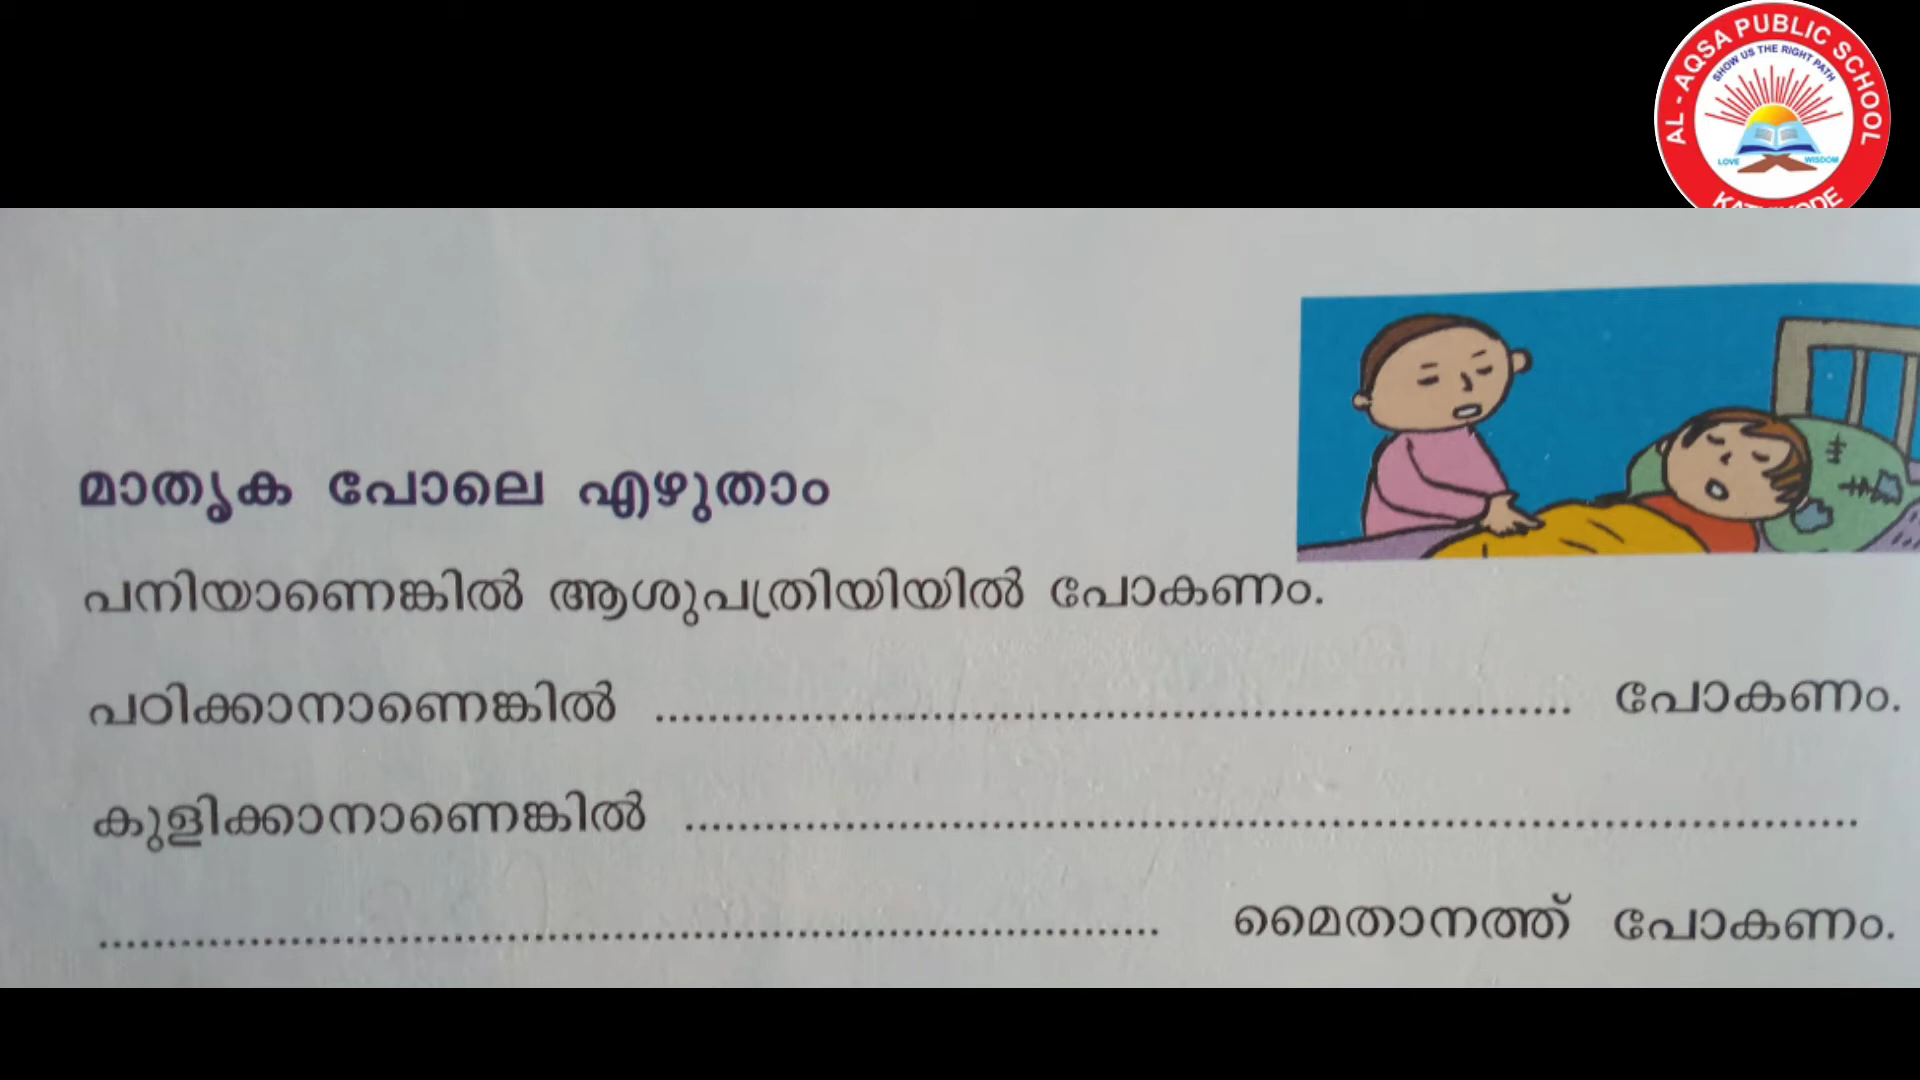 AL - AQSA PUBLIC SCHOOL
SHOW US THE RIGHT PATH
LOVE WISDOM
മാതൃക പോലെ എഴുതാം
പനിയാണെങ്കിൽ ആശുപത്രിയിയിൽ പോകണം.
പഠിക്കാനാണെങ്കിൽ .................................................... പോകണം.
കുളിക്കാനാണെങ്കിൽ ....................................................................
............................................................ മൈതാനത്ത് പോകണം.